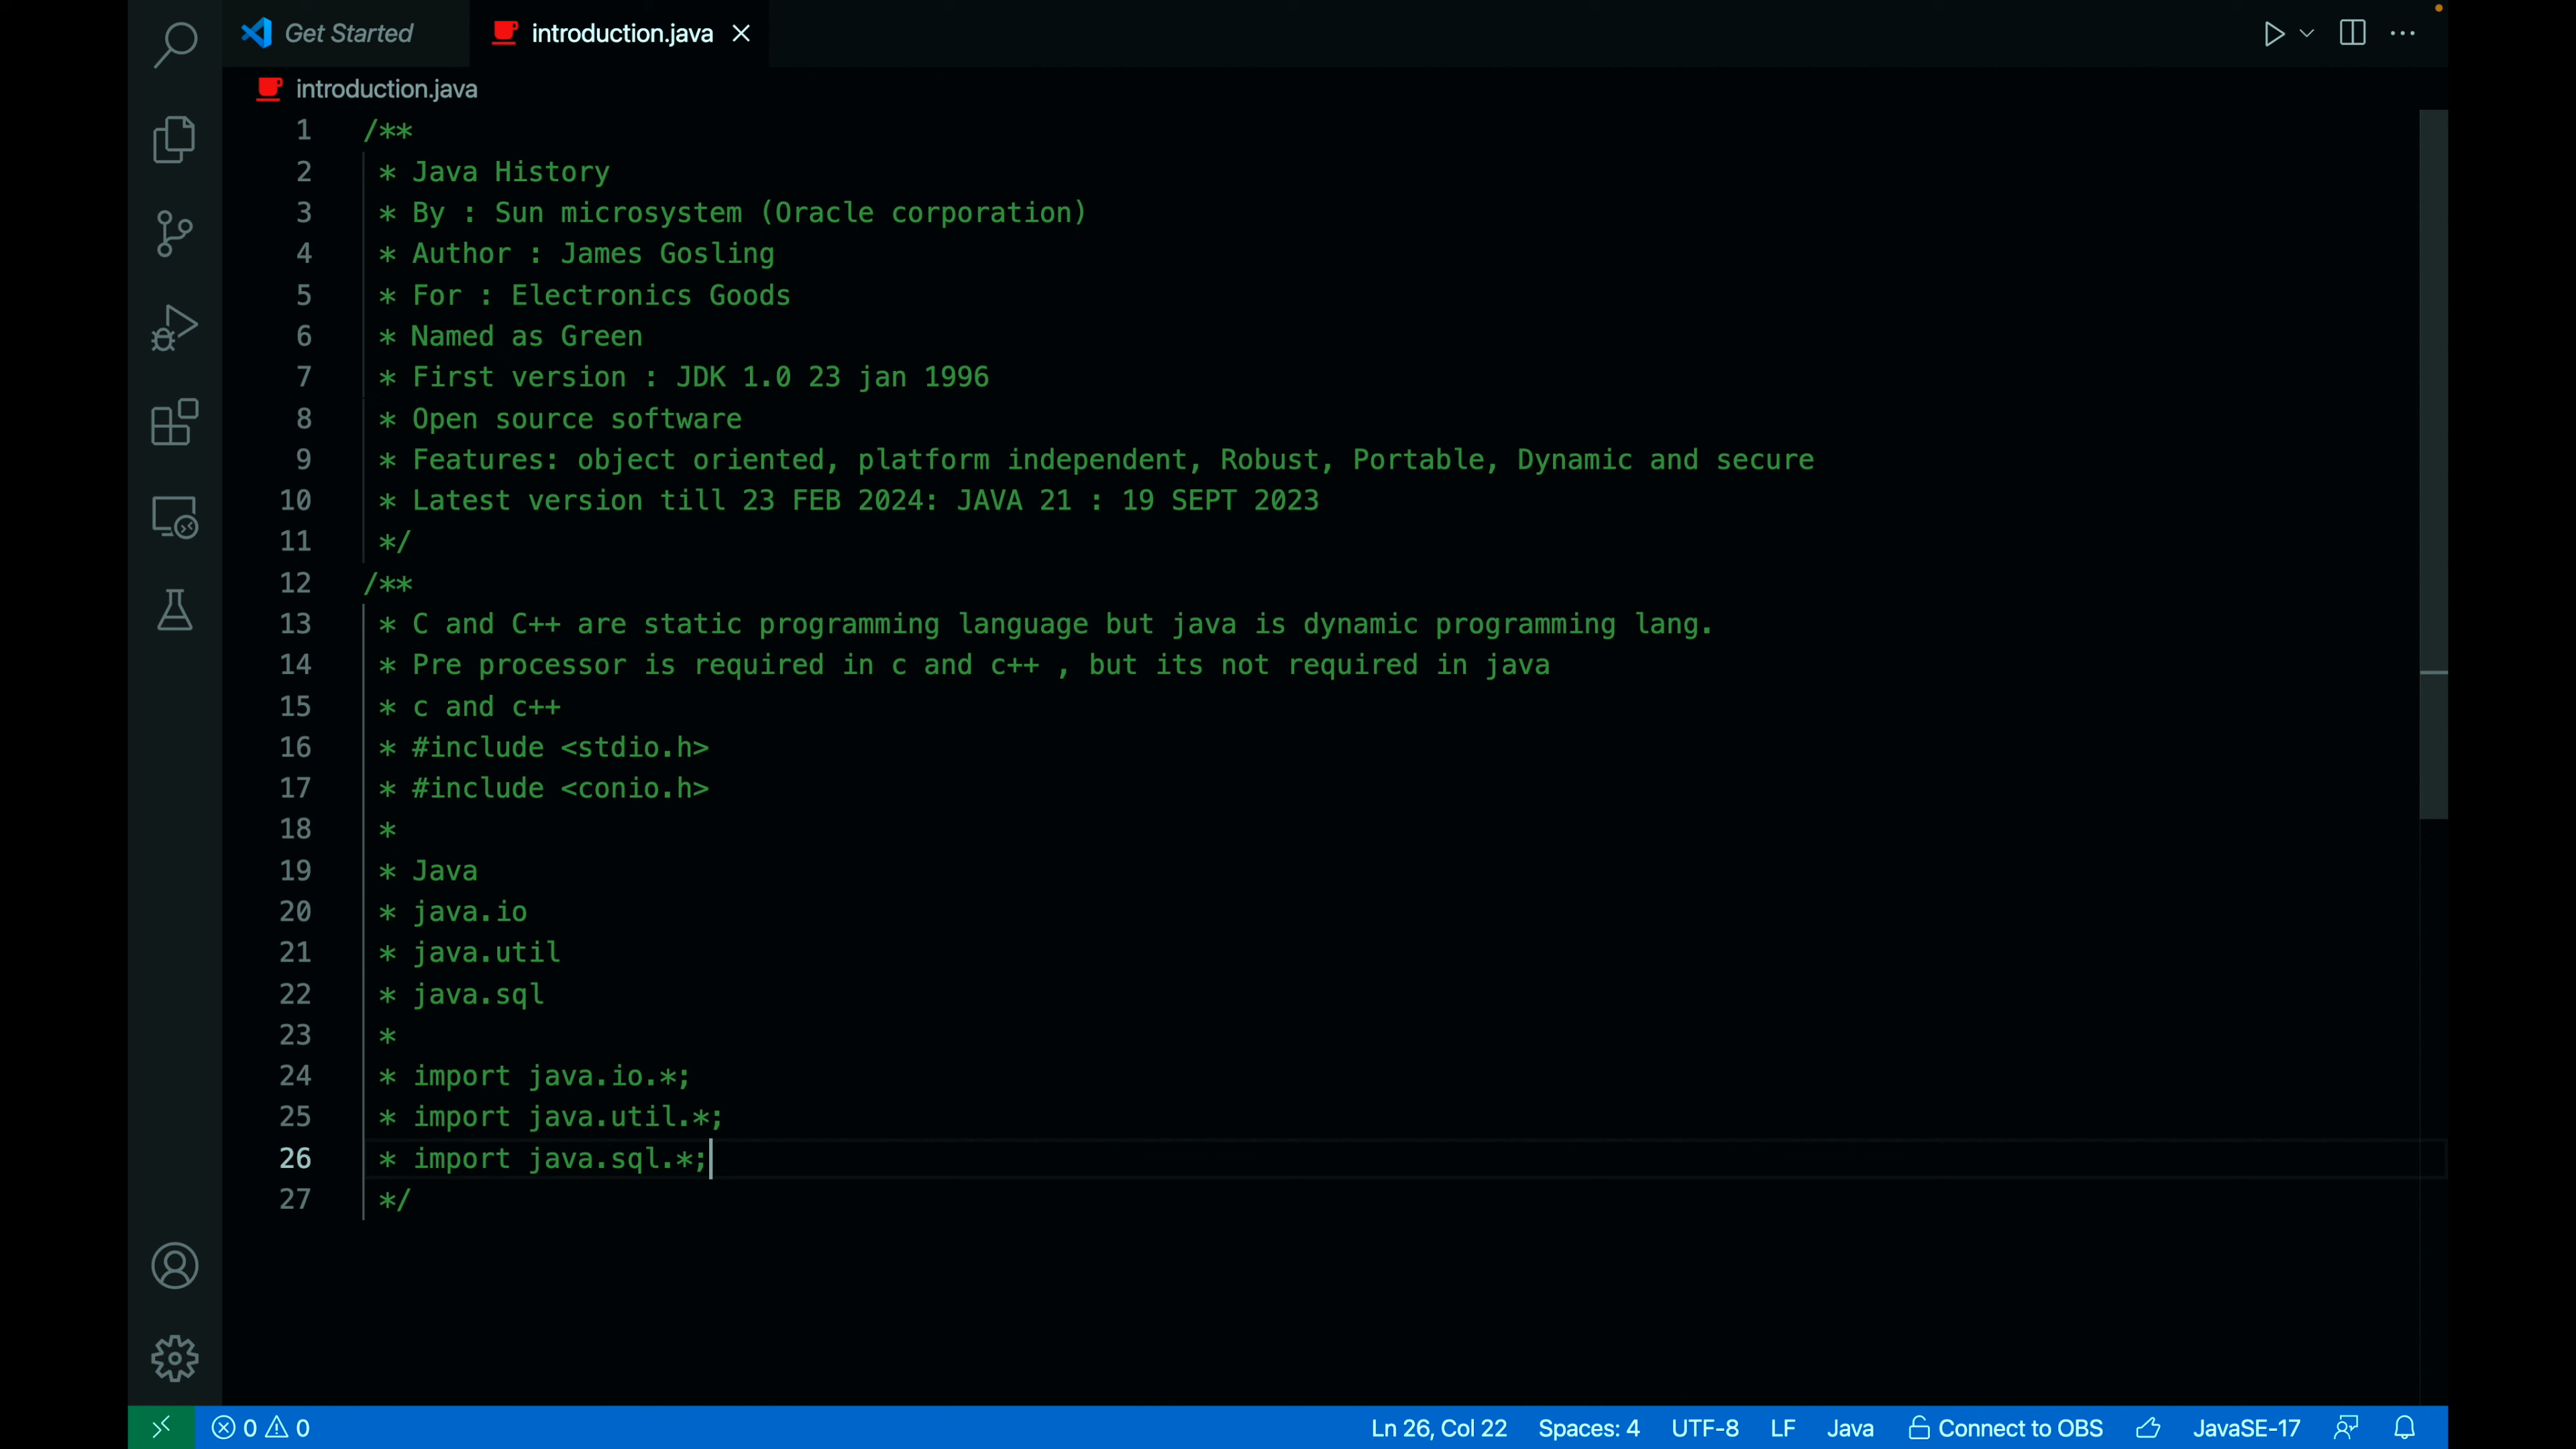 Get Started introduction.java
introduction.java
1 /**
2 * Java History
3 * By : Sun microsystem (Oracle corporation)
4 * Author : James Gosling
5 * For : Electronics Goods
6 * Named as Green
7 * First version : JDK 1.0 23 jan 1996
8 * Open source software
9 * Features: object oriented, platform independent, Robust, Portable, Dynamic and secure
10 * Latest version till 23 FEB 2024: JAVA 21 : 19 SEPT 2023
11 */
12 /**
13 * C and C++ are static programming language but java is dynamic programming lang.
14 * Pre processor is required in c and c++ , but its not required in java
15 * c and c++
16 * #include <stdio.h>
17 * #include <conio.h>
18 *
19 * Java
20 * java.io
21 * java.util
22 * java.sql
23 *
24 * import java.io.*;
25 * import java.util.*;
26 * import java.sql.*;
27 */
0 0 Ln 26, Col 22 Spaces: 4 UTF-8 LF Java Connect to OBS JavaSE-17